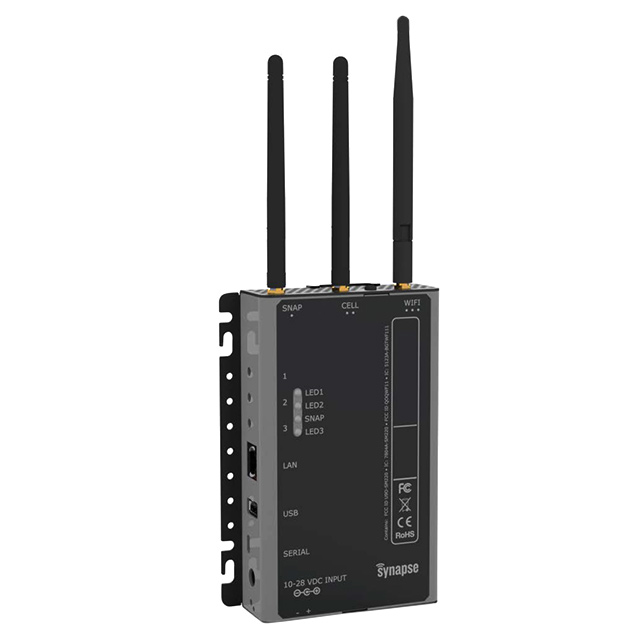 SNAP
CELL
WIFI
1
LED1
2
LED2
SNAP
3
LED3
LAN
USB
SERIAL
10-28 VDC INPUT
- +
FC
CE
RoHS
synapse